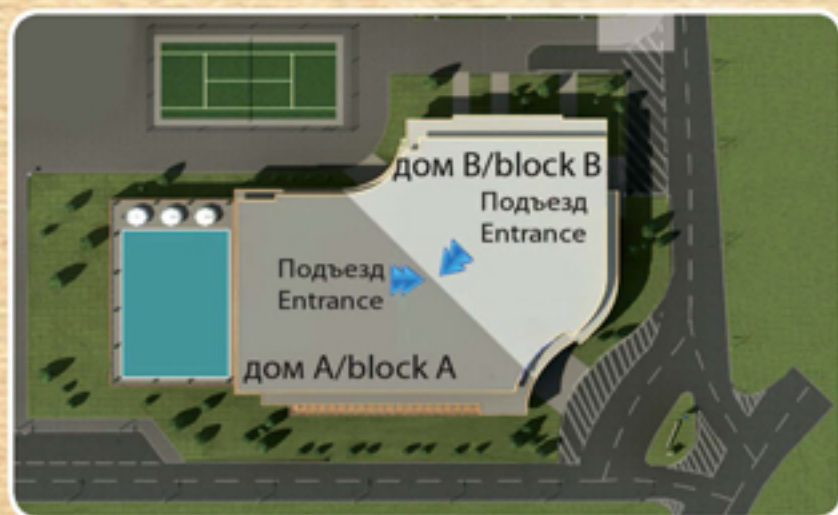 дом B/block B
Подъезд
Entrance
Подъезд
Entrance
дом A/block A